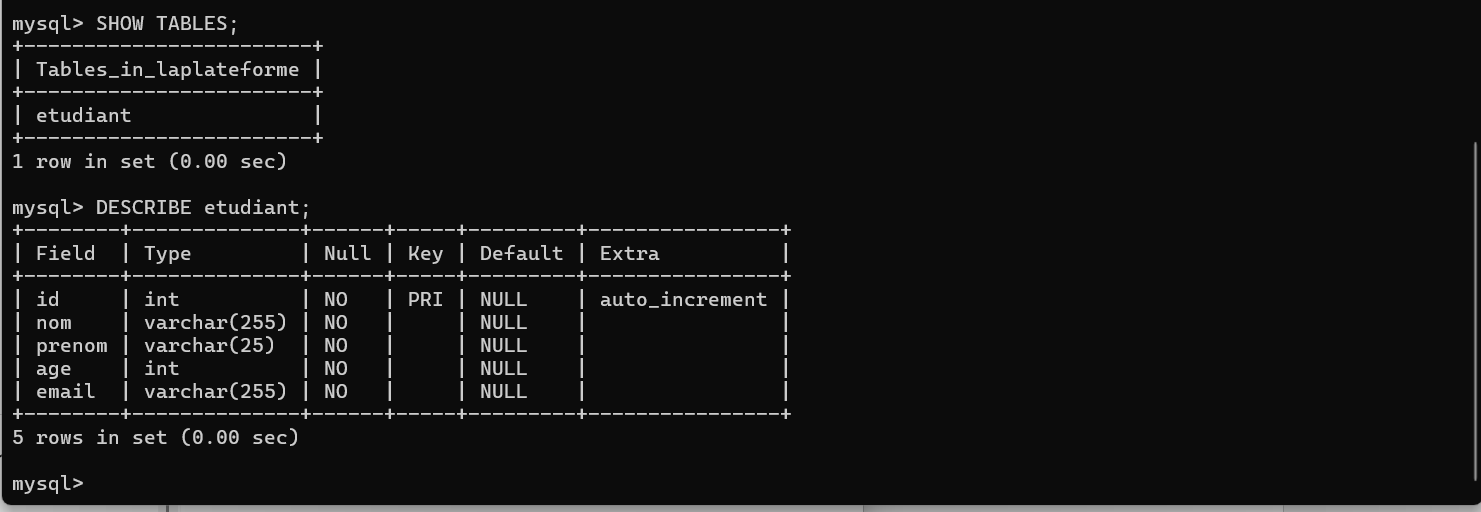 mysql> SHOW TABLES;
+------------------------+
| Tables_in_laplateforme |
+------------------------+
| etudiant               |
+------------------------+
1 row in set (0.00 sec)
mysql> DESCRIBE etudiant;
+--------+--------------+------+-----+---------+----------------+
| Field  | Type         | Null | Key | Default | Extra          |
+--------+--------------+------+-----+---------+----------------+
| id     | int          | NO   | PRI | NULL    | auto_increment |
| nom    | varchar(255) | NO   |     | NULL    |                |
| prenom | varchar(25)  | NO   |     | NULL    |                |
| age    | int          | NO   |     | NULL    |                |
| email  | varchar(255) | NO   |     | NULL    |                |
+--------+--------------+------+-----+---------+----------------+
5 rows in set (0.00 sec)
mysql>